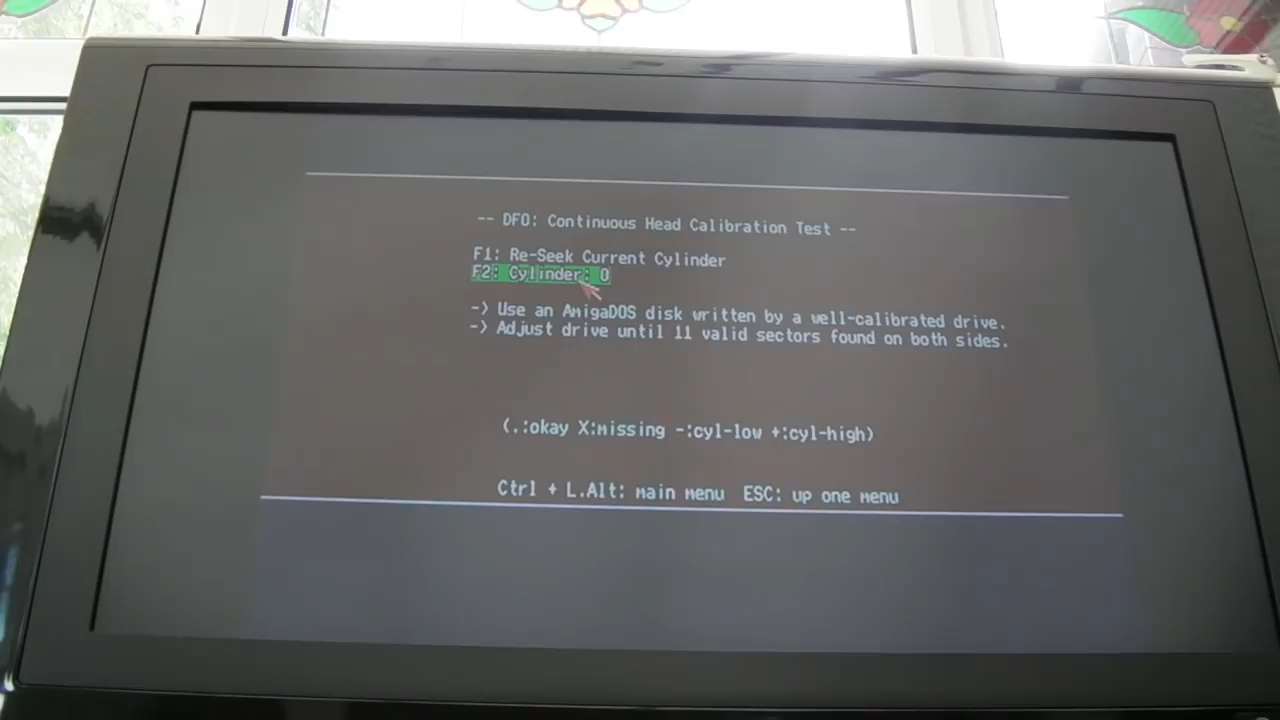 -- DF0: Continuous Head Calibration Test --
F1: Re-Seek Current Cylinder
F2: Cylinder: 0
-> Use an AmigaDOS disk written by a well-calibrated drive.
-> Adjust drive until 11 valid sectors found on both sides.
(.:okay X:missing -:cyl-low +:cyl-high)
Ctrl + L.Alt: main menu  ESC: up one menu